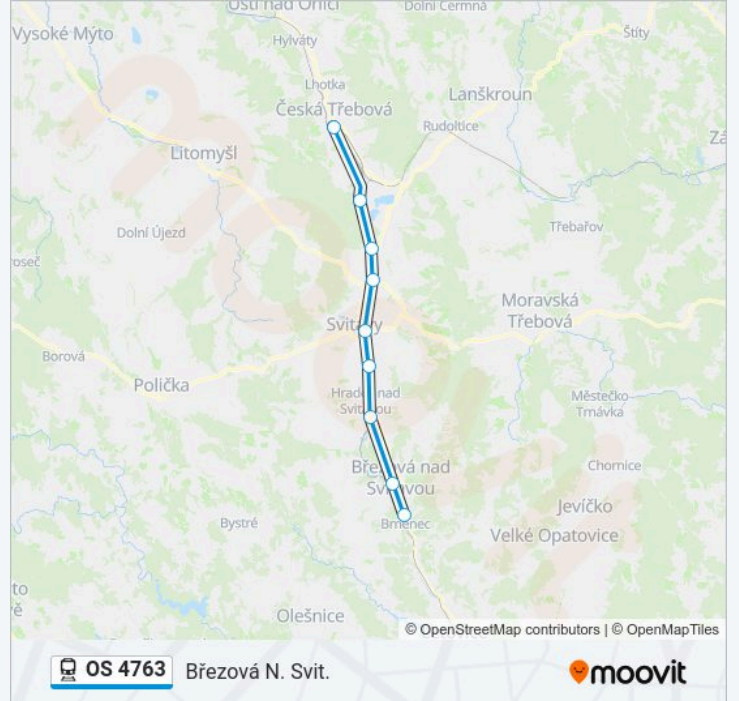 Ústí nad Orlicí
Dolní Čermná
Vysoké Mýto
Hylváty
Štíty
Lhotka
Česká Třebová
Lanškroun
Rudoltice
Litomyšl
Dolní Újezd
Třebařov
Moravská
Třebová
Svitavy
Borová
Polička
Hradec nad
Svitavou
Městečko
Trnávka
Březová nad
Svitavou
Chornice
Jevíčko
Bystré
Brněnec
Velké Opatovice
Olešnice
© OpenStreetMap contributors | © OpenMapTiles
OS 4763 Březová N. Svit.
moovit